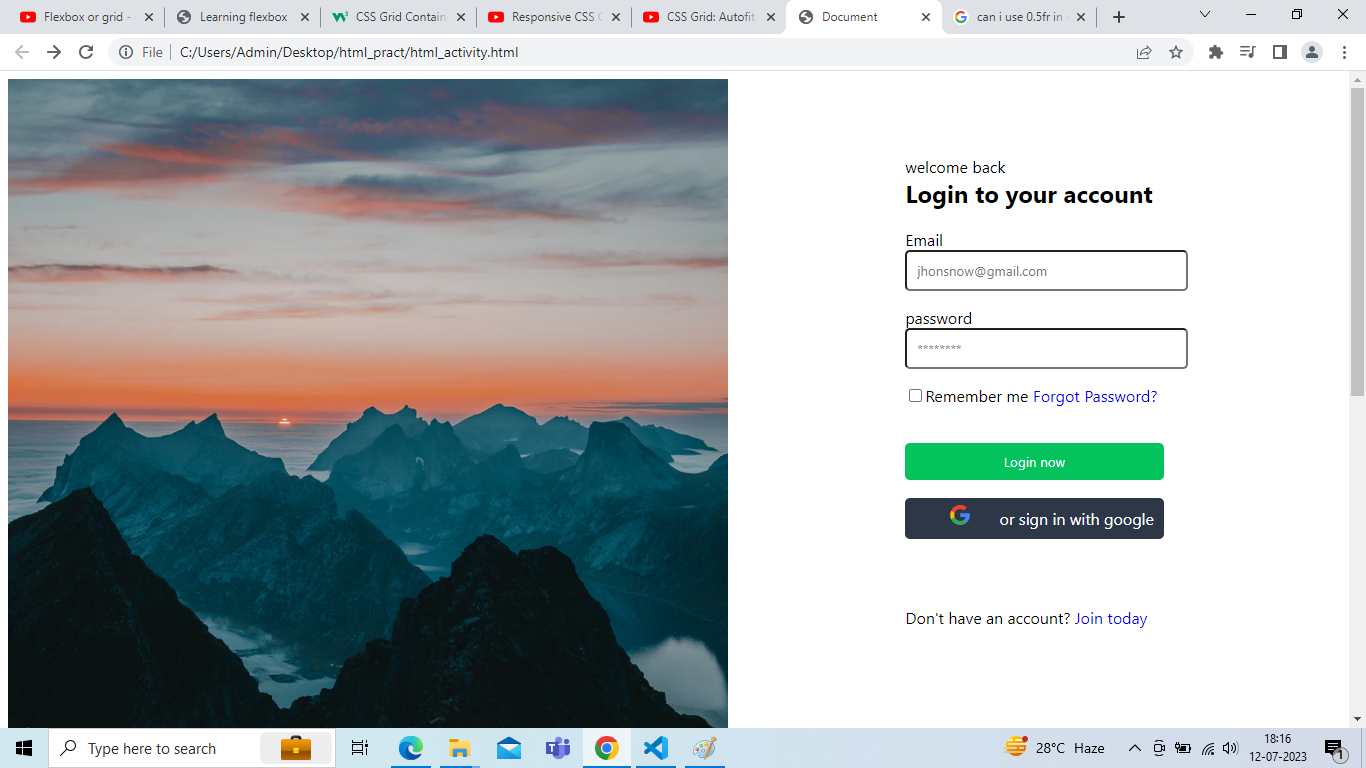 Flexbox or grid -
Learning flexbox
CSS Grid Contain
Responsive CSS
CSS Grid: Autofit
Document
can i use 0.5fr in
File
C:/Users/Admin/Desktop/html_pract/html_activity.html
welcome back
Login to your account
Email
jhonsnow@gmail.com
password
********
Remember me Forgot Password?
Login now
or sign in with google
Don't have an account? Join today
Type here to search
28°C Haze
18:16
12-07-2023
1